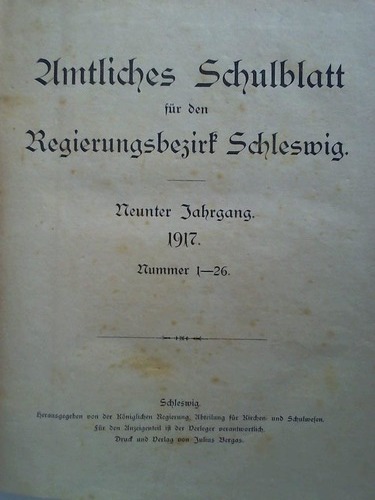 Amtliches Schulblatt
für den
Regierungsbezirk Schleswig.
Neunter Jahrgang.
1917.
Nummer 1—26.
Schleswig.
Herausgegeben von der Königlichen Regierung, Abteilung für Kirchen- und Schulwesen.
Für den Anzeigenteil ist der Verleger verantwortlich.
Druck und Verlag von Julius Bergas.